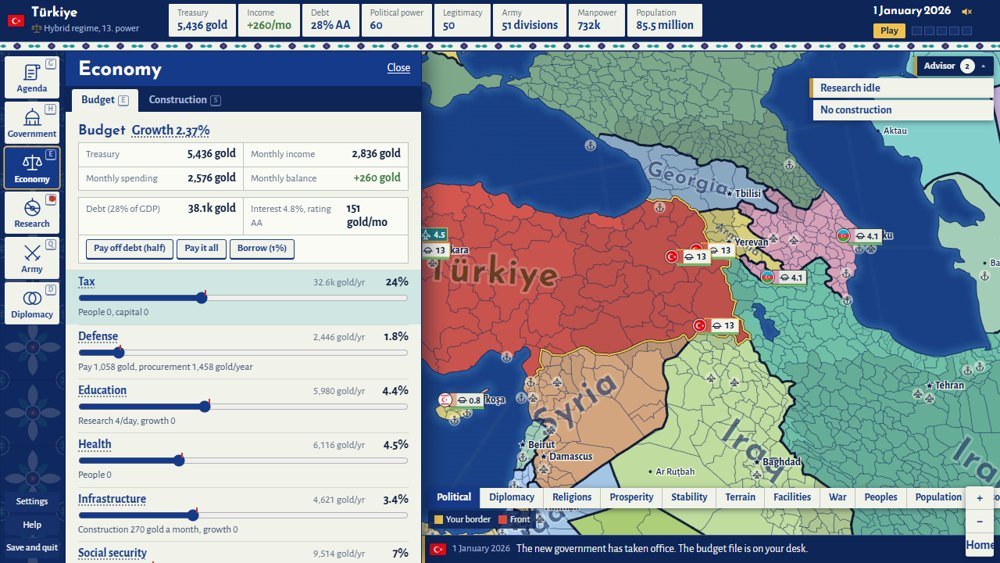 Türkiye
Hybrid regime, 13. power
Treasury
5,436 gold
Income
+260/mo
Debt
28% AA
Political power
60
Legitimacy
50
Army
51 divisions
Manpower
732k
Population
85.5 million
1 January 2026
Play
Agenda
G
Government
H
Economy
E
Research
Army
Q
Diplomacy
D
Settings
Help
Save and quit
Economy
Close
Budget E
Construction S
Budget Growth 2.37%
Treasury 5,436 gold
Monthly income 2,836 gold
Monthly spending 2,576 gold
Monthly balance +260 gold
Debt (28% of GDP) 38.1k gold
Interest 4.8%, rating AA 151 gold/mo
Pay off debt (half)
Pay it all
Borrow (1%)
Tax 32.6k gold/yr 24%
People 0, capital 0
Defense 2,446 gold/yr 1.8%
Pay 1,058 gold, procurement 1,458 gold/year
Education 5,980 gold/yr 4.4%
Research 4/day, growth 0
Health 6,116 gold/yr 4.5%
People 0
Infrastructure 4,621 gold/yr 3.4%
Construction 270 gold a month, growth 0
Social security 9,514 gold/yr 7%
Advisor 2
Research idle
No construction
Aktau
Georgia
Tbilisi
Yerevan
4.5
13
kara
13
13
4.1
ku
4.1
Türkiye
13
Ba
Tehran
0.8
koşa
Syria
Beirut
Damascus
Iraq
Baghdad
Ar Ruțbah
Ira
Political
Diplomacy
Religions
Prosperity
Stability
Terrain
Facilities
War
Peoples
Population
+
−
Home
Your border
Front
1 January 2026 The new government has taken office. The budget file is on your desk.